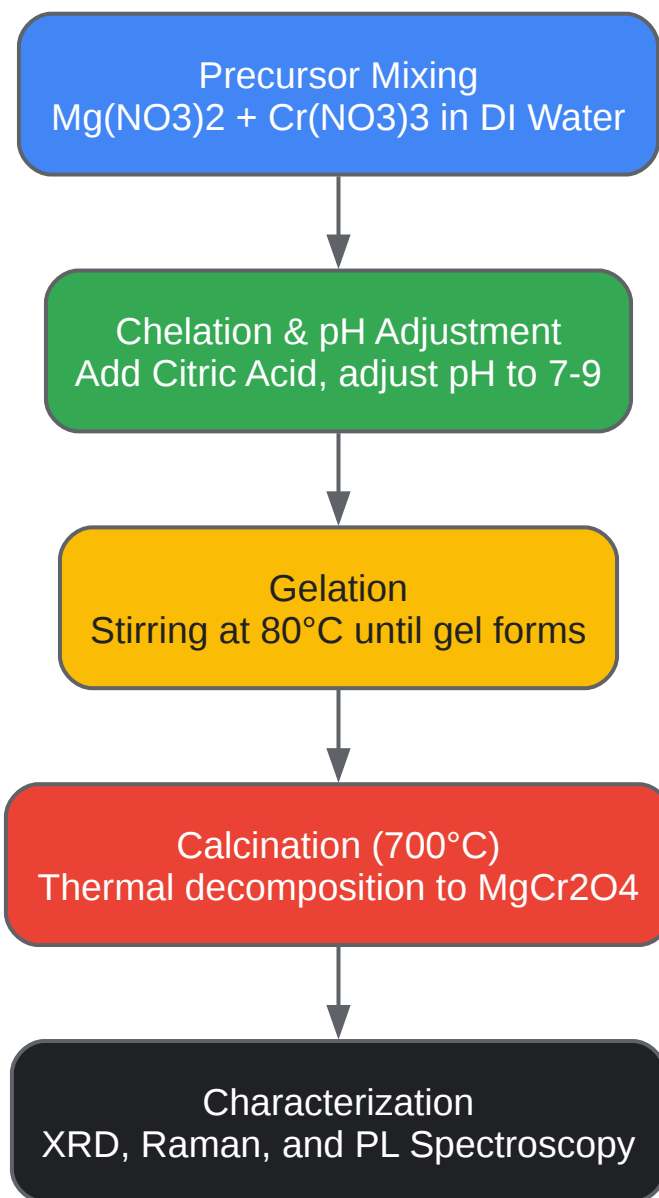 Precursor Mixing
Mg(NO3)2 + Cr(NO3)3 in DI Water
Chelation & pH Adjustment
Add Citric Acid, adjust pH to 7-9
Gelation
Stirring at 80°C until gel forms
Calcination (700°C)
Thermal decomposition to MgCr2O4
Characterization
XRD, Raman, and PL Spectroscopy